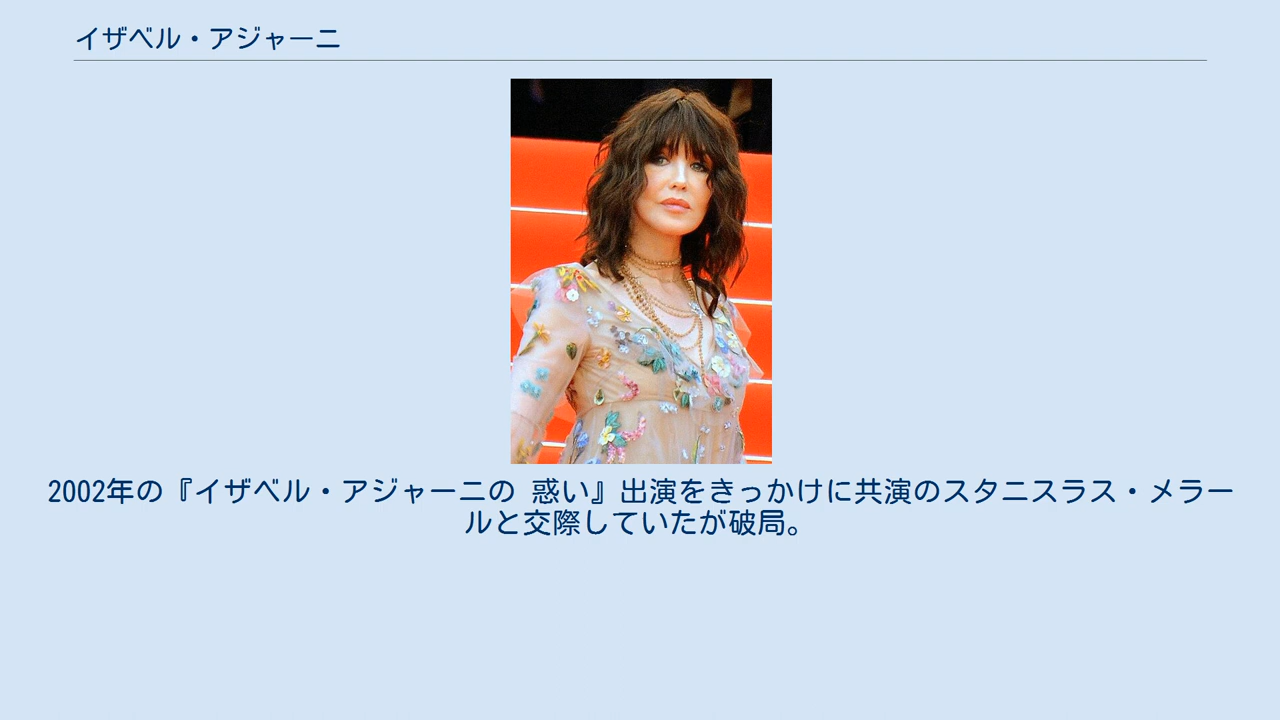 イザベル・アジャーニ
2002年の『イザベル・アジャーニの 惑い』出演をきっかけに共演のスタニスラス・メラー
ルと交際していたが破局。